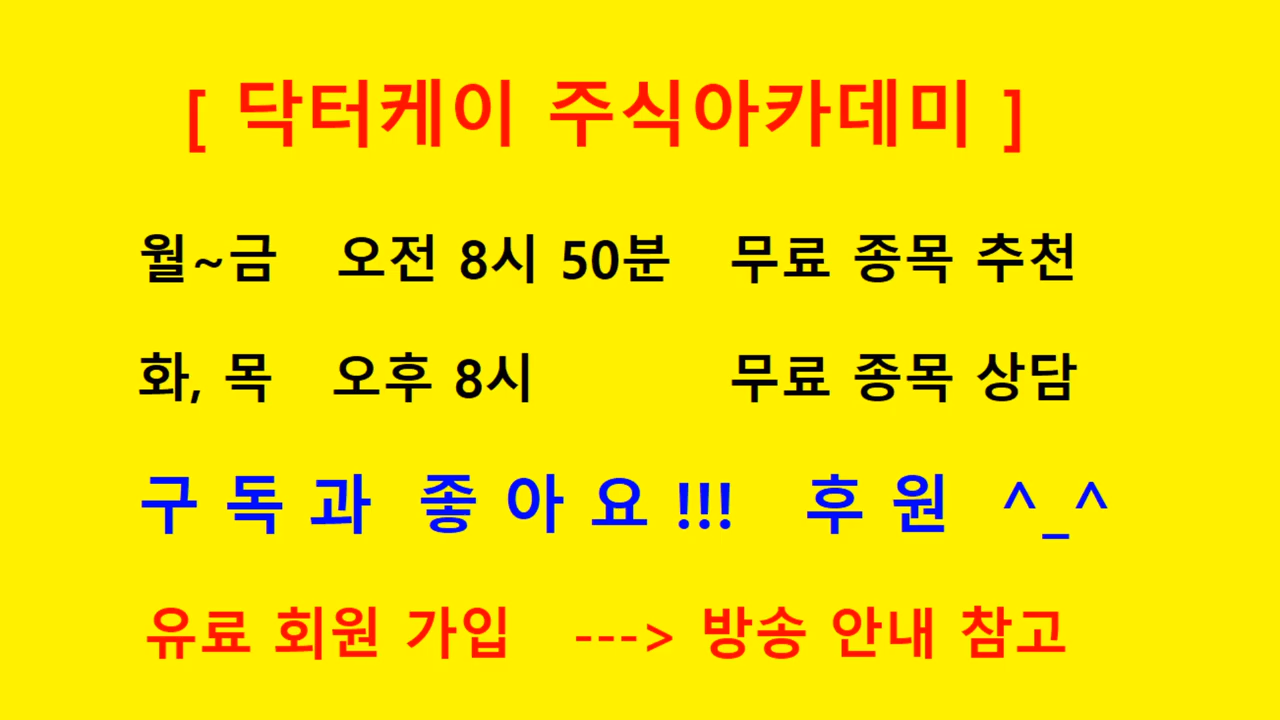 [ 닥터케이 주식아카데미 ]
월~금 오전 8시 50분 무료 종목 추천
화, 목 오후 8시 무료 종목 상담
구 독 과 좋 아 요 !!! 후 원 ^_^
유료 회원 가입 ---> 방송 안내 참고